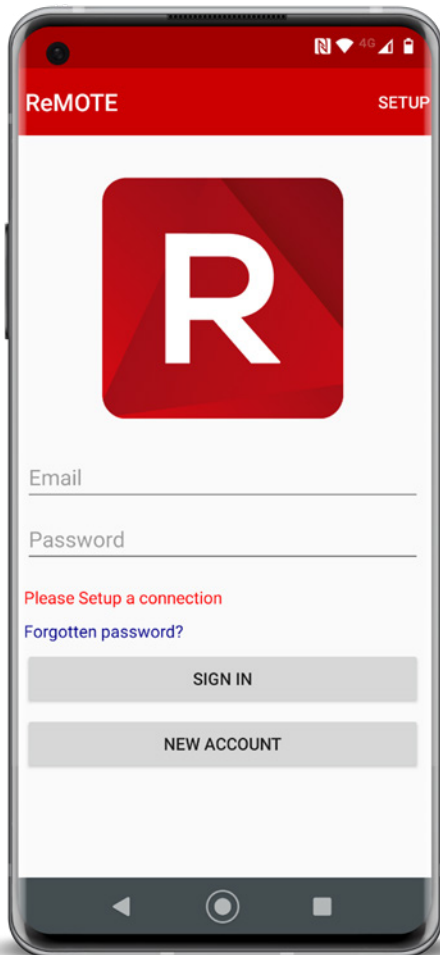 4G
ReMOTE SETUP
R
Email
Password
Please Setup a connection
Forgotten password?
SIGN IN
NEW ACCOUNT